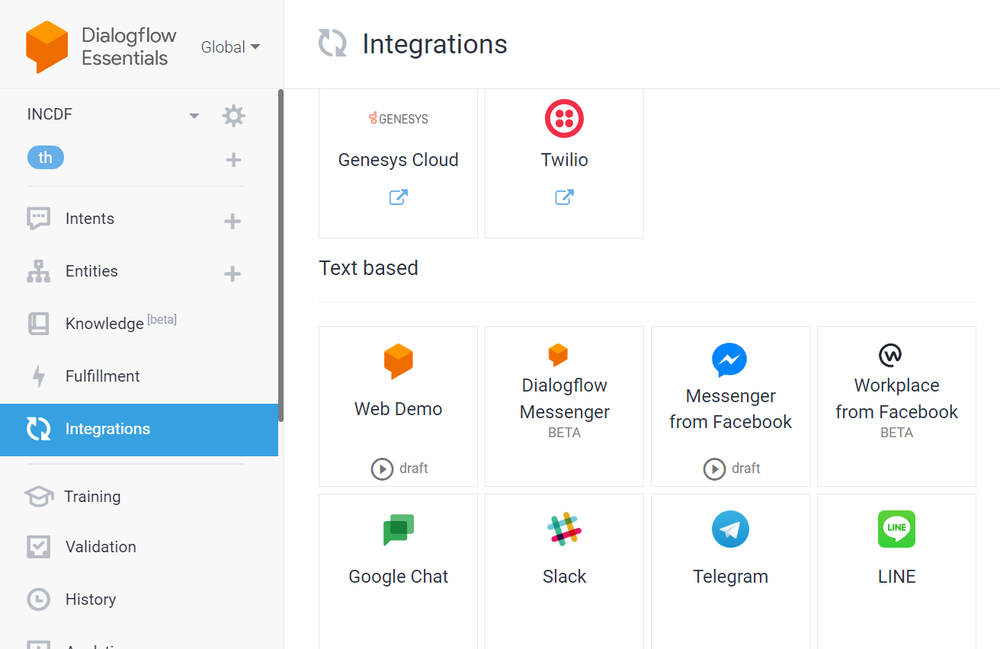 Dialogflow
Essentials
Global
Integrations
INCDF
th
Intents
Entities
Knowledge [beta]
Fulfillment
Integrations
Training
Validation
History
GENESYS
Genesys Cloud
Twilio
Text based
Web Demo
draft
Dialogflow
Messenger
BETA
Messenger
from Facebook
draft
Workplace
from Facebook
BETA
Google Chat
Slack
Telegram
LINE
LINE